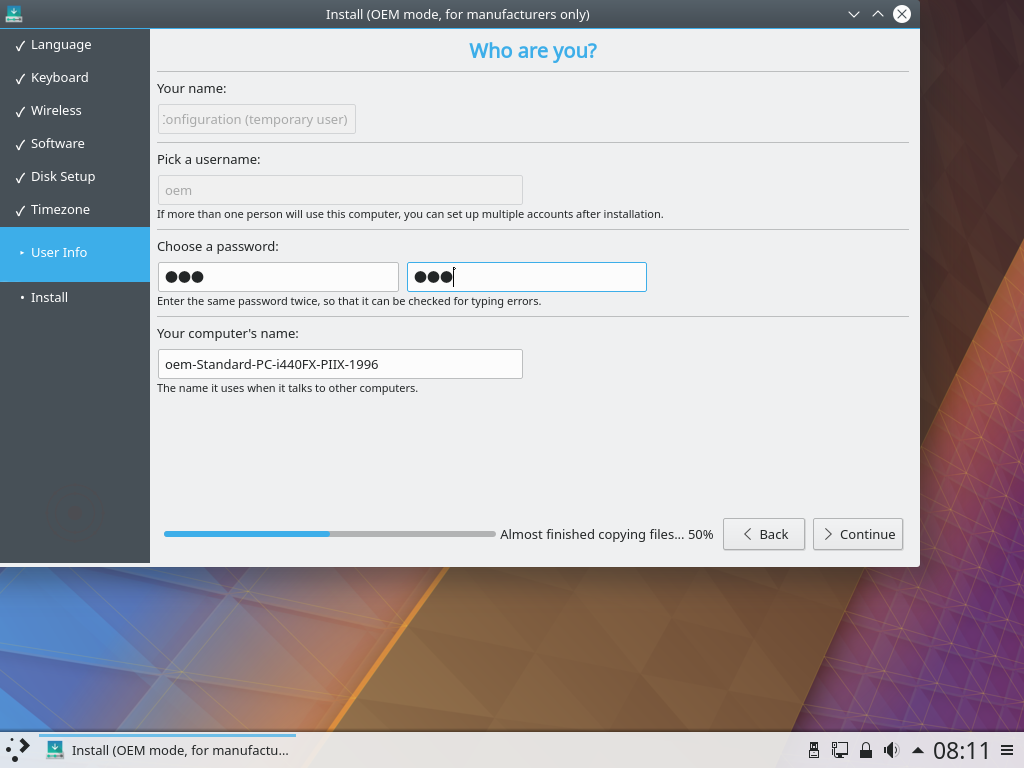 Install (OEM mode, for manufacturers only)
Language
Keyboard
Wireless
Software
Disk Setup
Timezone
User Info
Install
Who are you?
Your name:
onfiguration (temporary user)
Pick a username:
oem
If more than one person will use this computer, you can set up multiple accounts after installation.
Choose a password:
Enter the same password twice, so that it can be checked for typing errors.
Your computer's name:
oem-Standard-PC-i440FX-PIIX-1996
The name it uses when it talks to other computers.
Almost finished copying files... 50%
Back
Continue
Install (OEM mode, for manufactu...
08:11